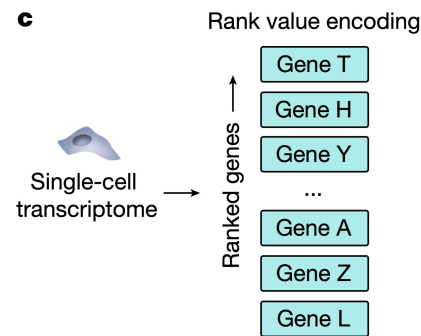 c
Rank value encoding
Single-cell
transcriptome
Ranked genes
Gene T
Gene H
Gene Y
...
Gene A
Gene Z
Gene L